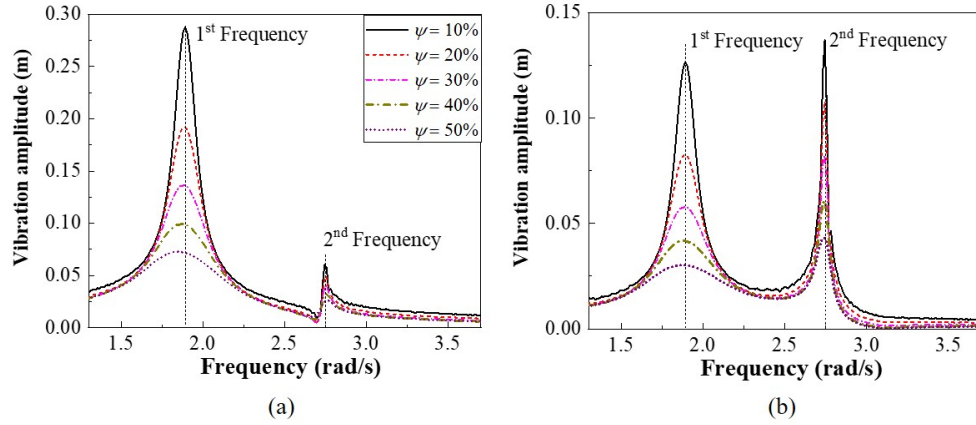 0.30
0.25
0.20
0.15
0.10
0.05
0.00
Vibration amplitude (m)
1st Frequency
2nd Frequency
ψ = 10%
ψ = 20%
ψ = 30%
ψ = 40%
ψ = 50%
1.5 2.0 2.5 3.0 3.5
Frequency (rad/s)
(a)
0.15
0.10
0.05
0.00
Vibration amplitude (m)
1st Frequency
2nd Frequency
1.5 2.0 2.5 3.0 3.5
Frequency (rad/s)
(b)